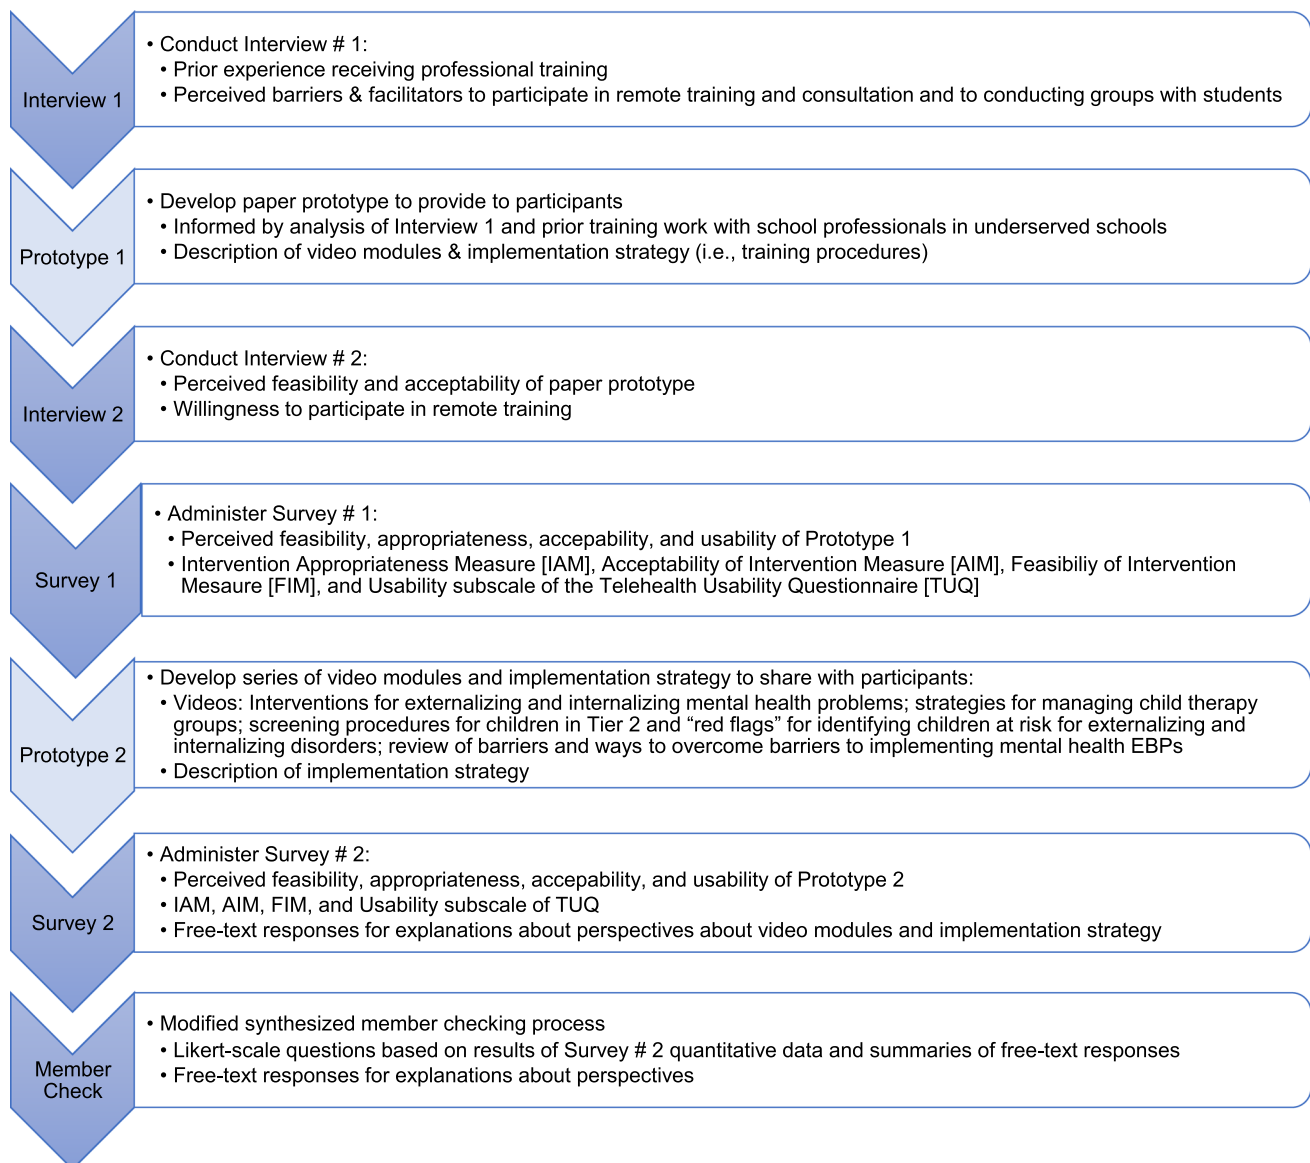 Interview 1
• Conduct Interview # 1:
• Prior experience receiving professional training
• Perceived barriers & facilitators to participate in remote training and consultation and to conducting groups with students
Prototype 1
• Develop paper prototype to provide to participants
• Informed by analysis of Interview 1 and prior training work with school professionals in underserved schools
• Description of video modules & implementation strategy (i.e., training procedures)
Interview 2
• Conduct Interview # 2:
• Perceived feasibility and acceptability of paper prototype
• Willingness to participate in remote training
Survey 1
• Administer Survey # 1:
• Perceived feasibility, appropriateness, accepability, and usability of Prototype 1
• Intervention Appropriateness Measure [IAM], Acceptability of Intervention Measure [AIM], Feasibiliy of Intervention
Mesaure [FIM], and Usability subscale of the Telehealth Usability Questionnaire [TUQ]
Prototype 2
• Develop series of video modules and implementation strategy to share with participants:
• Videos: Interventions for externalizing and internalizing mental health problems; strategies for managing child therapy
groups; screening procedures for children in Tier 2 and “red flags” for identifying children at risk for externalizing and
internalizing disorders; review of barriers and ways to overcome barriers to implementing mental health EBPs
• Description of implementation strategy
Survey 2
• Administer Survey # 2:
• Perceived feasibility, appropriateness, accepability, and usability of Prototype 2
• IAM, AIM, FIM, and Usability subscale of TUQ
• Free-text responses for explanations about perspectives about video modules and implementation strategy
Member
Check
• Modified synthesized member checking process
• Likert-scale questions based on results of Survey # 2 quantitative data and summaries of free-text responses
• Free-text responses for explanations about perspectives